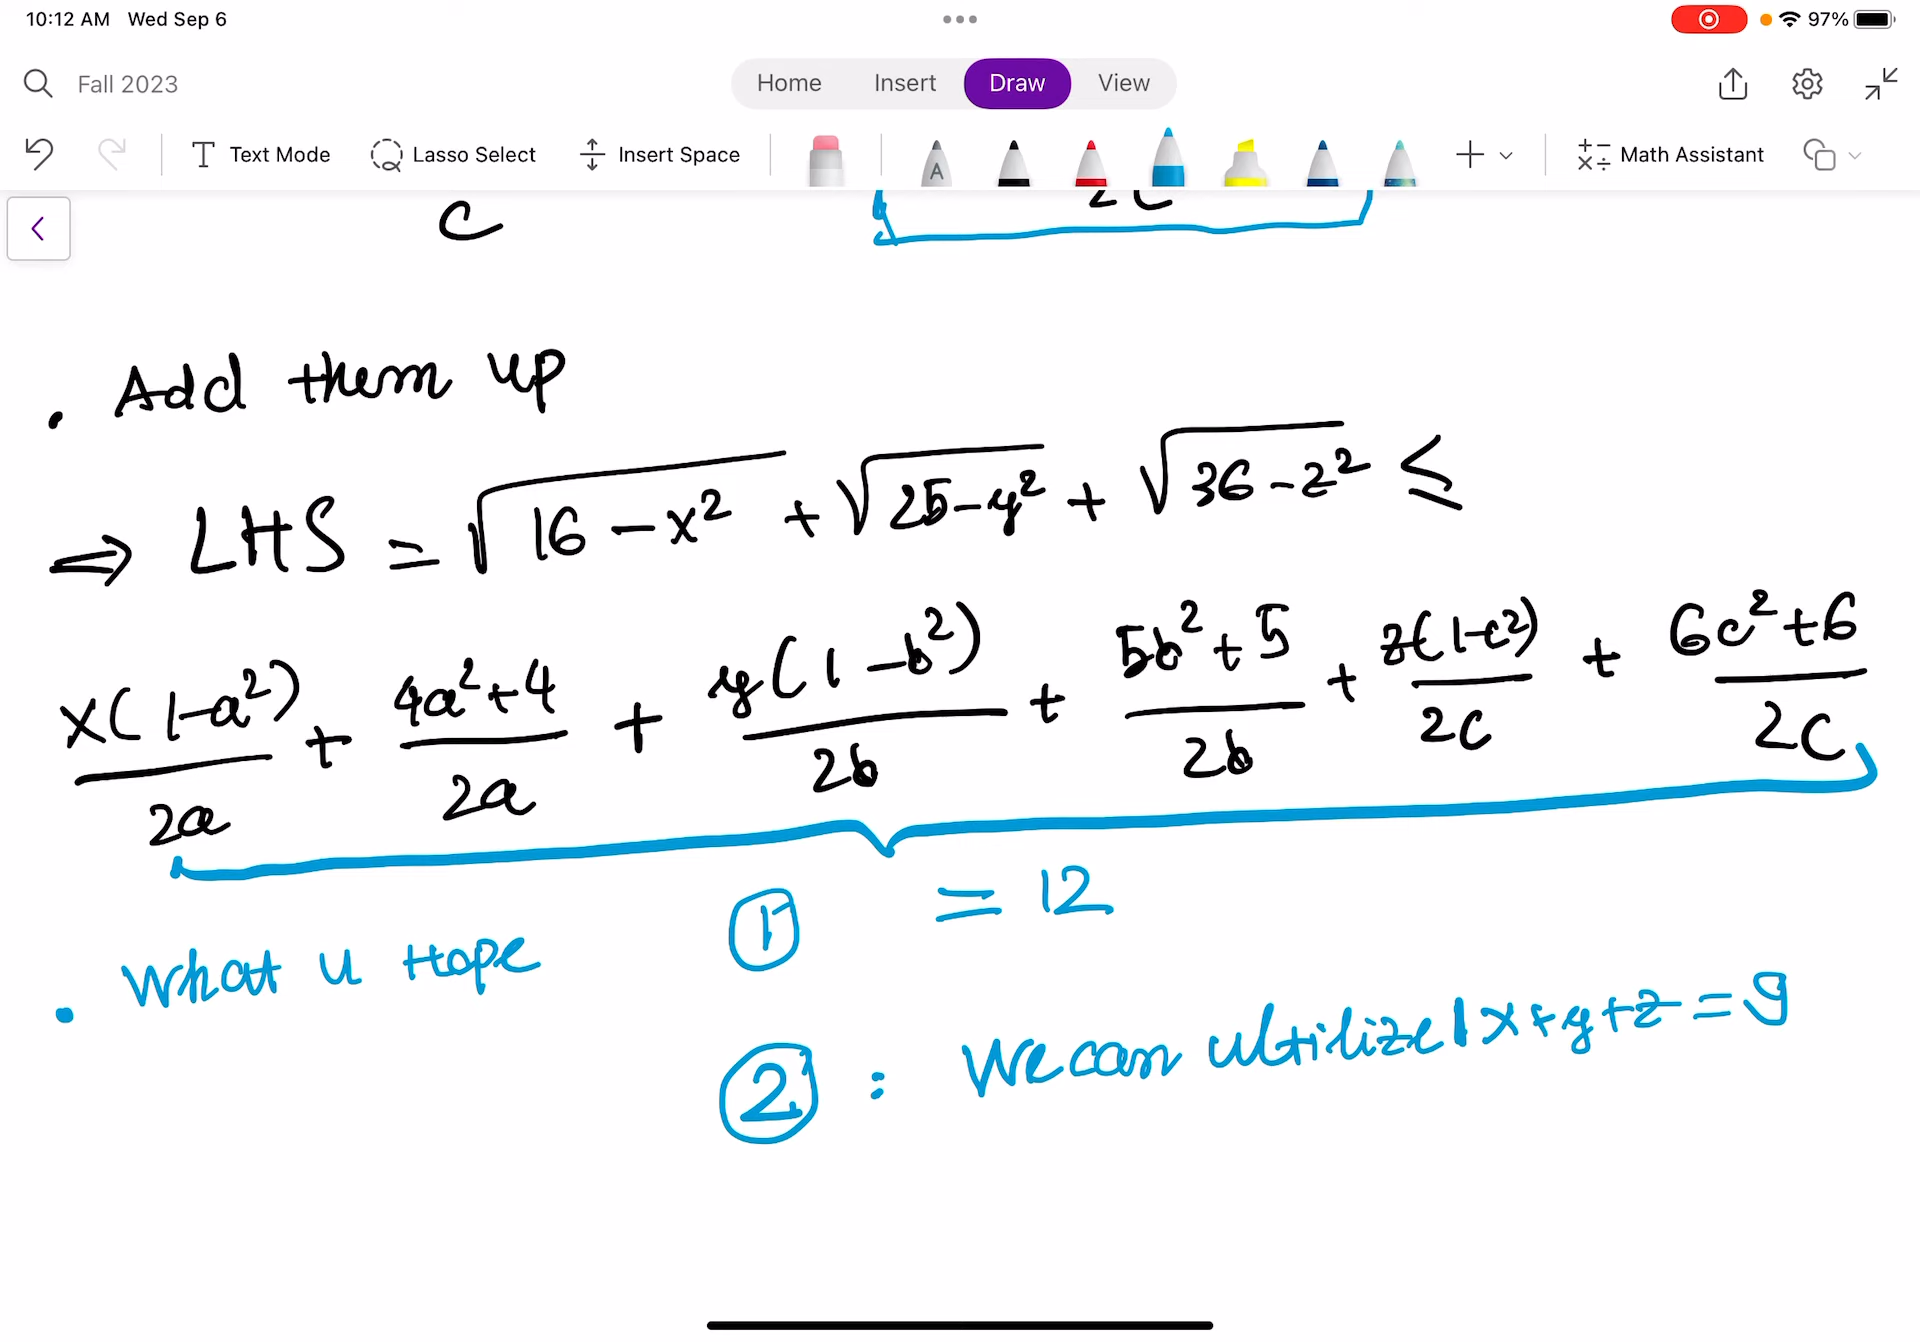 10:12 AM Wed Sep 6 97%
Fall 2023 Home Insert Draw View
Text Mode Lasso Select Insert Space A Math Assistant
C 2C
. Add them up
⇒ LHS = √(16 - x²) + √(25 - y²) + √(36 - z²) ≤
x(1-a²)/2a + (4a²+4)/2a + y(1-b²)/2b + (5b²+5)/2b + z(1-c²)/2c + (6c²+6)/2c
① = 12
. What u Hope
② : We can ultilize x+y+z=9